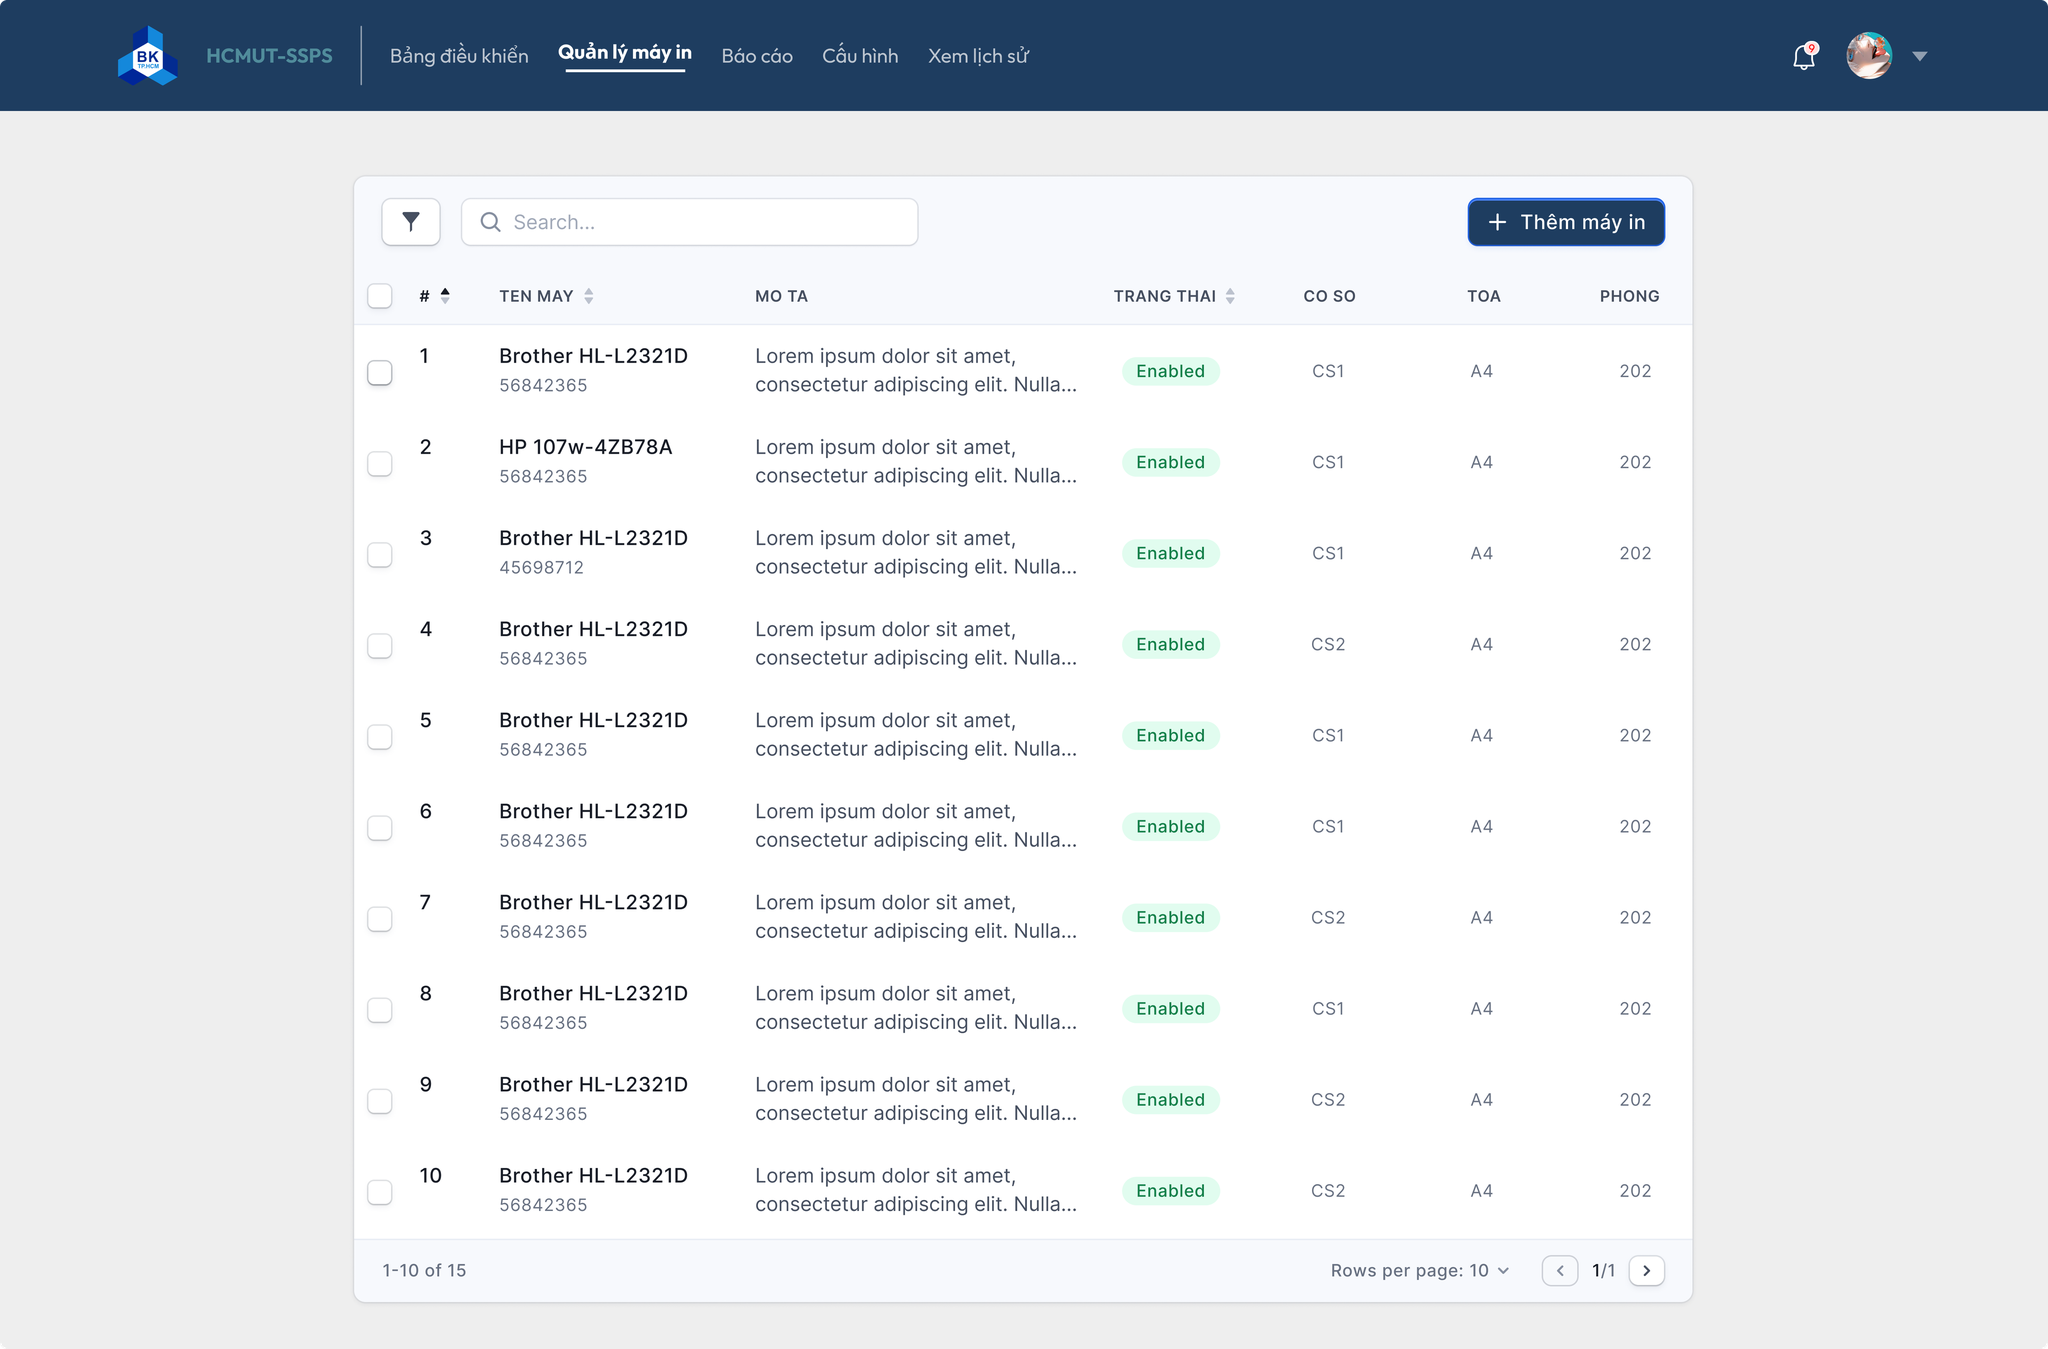 BK
TP.HCM
HCMUT-SSPS
Bảng điều khiển
Quản lý máy in
Báo cáo
Cấu hình
Xem lịch sử
9
Search...
+ Thêm máy in
# TEN MAY MO TA TRANG THAI CO SO TOA PHONG
1 Brother HL-L2321D Lorem ipsum dolor sit amet,
56842365 consectetur adipiscing elit. Nulla... Enabled CS1 A4 202
2 HP 107w-4ZB78A Lorem ipsum dolor sit amet,
56842365 consectetur adipiscing elit. Nulla... Enabled CS1 A4 202
3 Brother HL-L2321D Lorem ipsum dolor sit amet,
45698712 consectetur adipiscing elit. Nulla... Enabled CS1 A4 202
4 Brother HL-L2321D Lorem ipsum dolor sit amet,
56842365 consectetur adipiscing elit. Nulla... Enabled CS2 A4 202
5 Brother HL-L2321D Lorem ipsum dolor sit amet,
56842365 consectetur adipiscing elit. Nulla... Enabled CS1 A4 202
6 Brother HL-L2321D Lorem ipsum dolor sit amet,
56842365 consectetur adipiscing elit. Nulla... Enabled CS1 A4 202
7 Brother HL-L2321D Lorem ipsum dolor sit amet,
56842365 consectetur adipiscing elit. Nulla... Enabled CS2 A4 202
8 Brother HL-L2321D Lorem ipsum dolor sit amet,
56842365 consectetur adipiscing elit. Nulla... Enabled CS1 A4 202
9 Brother HL-L2321D Lorem ipsum dolor sit amet,
56842365 consectetur adipiscing elit. Nulla... Enabled CS2 A4 202
10 Brother HL-L2321D Lorem ipsum dolor sit amet,
56842365 consectetur adipiscing elit. Nulla... Enabled CS2 A4 202
1-10 of 15 Rows per page: 10 1/1